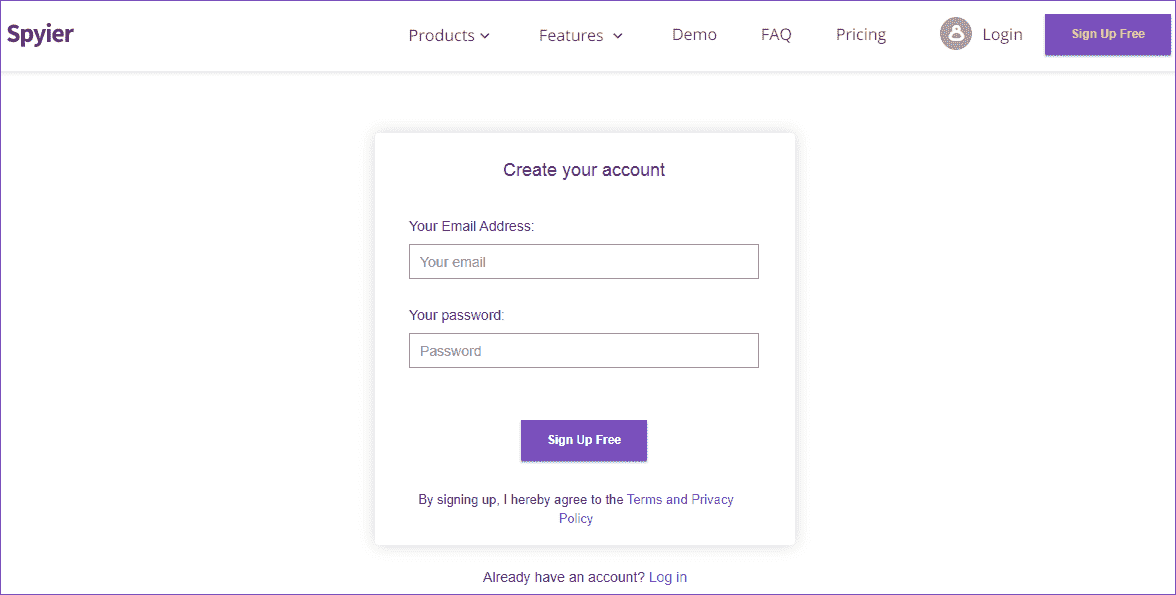 Spyier Products Features Demo FAQ Pricing Login Sign Up Free
Create your account
Your Email Address:
Your email
Your password:
Password
Sign Up Free
By signing up, I hereby agree to the Terms and Privacy
Policy
Already have an account? Log in